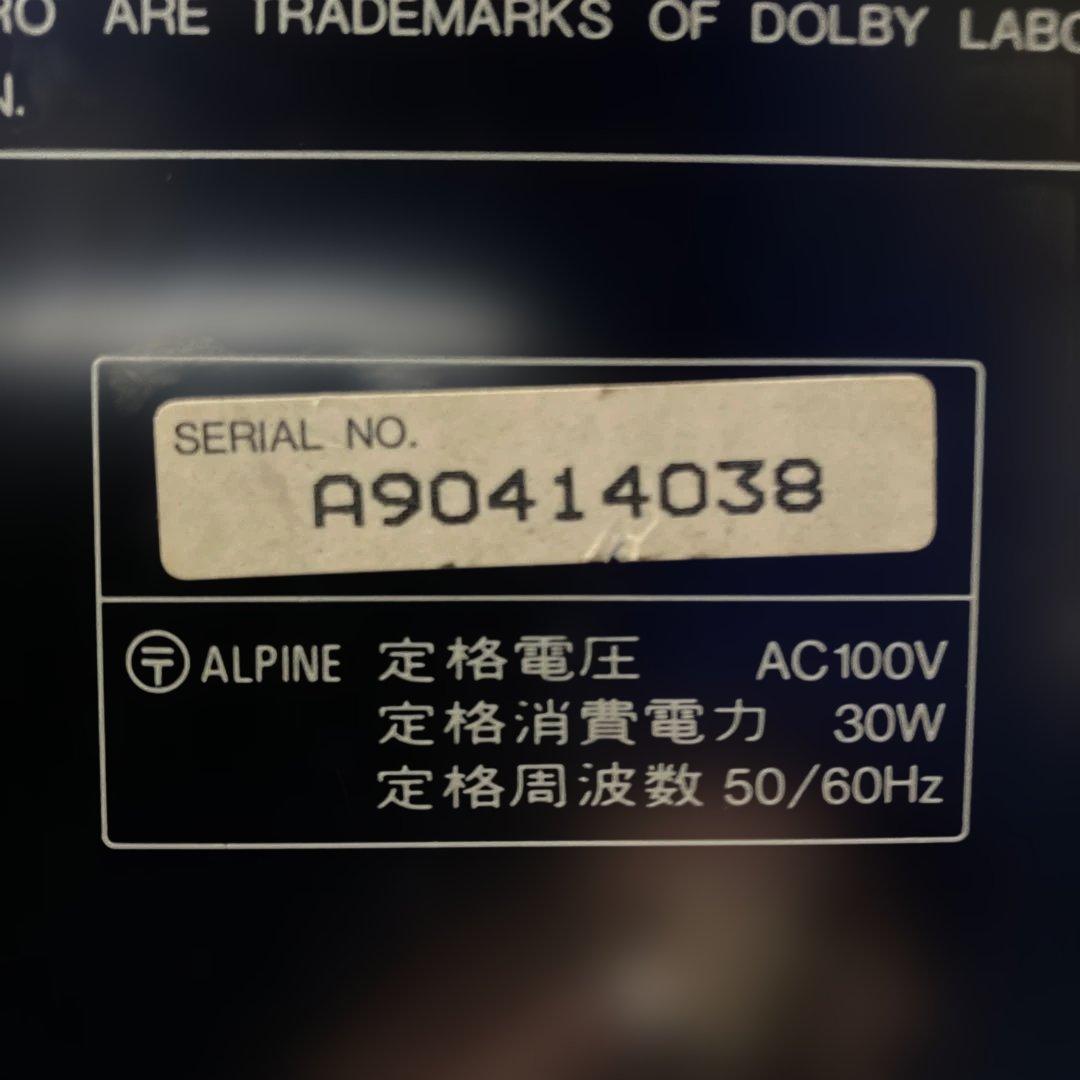 RO ARE TRADEMARKS OF DOLBY LABO
N.
SERIAL NO.
A90414038
〒 ALPINE 定格電圧 AC100V
定格消費電力 30W
定格周波数 50/60Hz